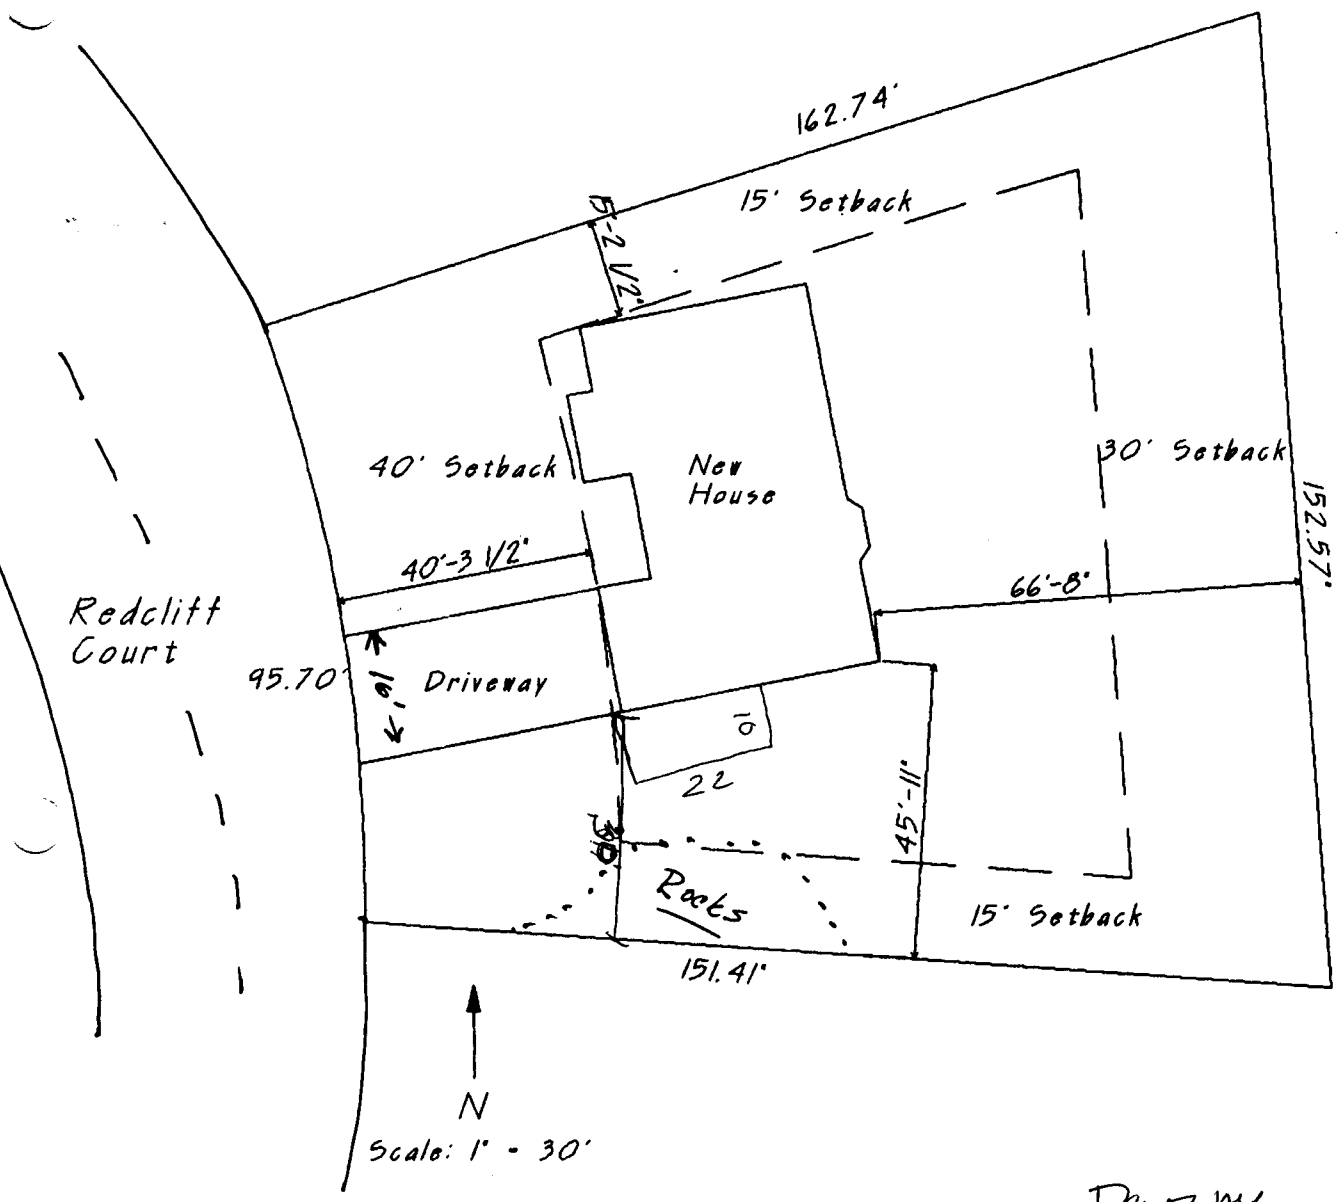 162.74'
15' Setback
15'-2 1/2"
40' Setback
New
House
30' Setback
152.57'
40'-3 1/2"
66'-8"
Redcliff
Court
95.70'
16'
Driveway
10
22
45'-11"
Rocks
15' Setback
151.41'
N
Scale: 1" - 30'